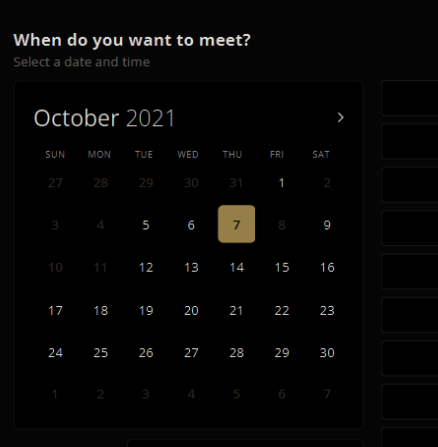 When do you want to meet?
Select a date and time
October 2021
SUN MON TUE WED THU FRI SAT
27 28 29 30 31 1 2
3 4 5 6 7 8 9
10 11 12 13 14 15 16
17 18 19 20 21 22 23
24 25 26 27 28 29 30
1 2 3 4 5 6 7